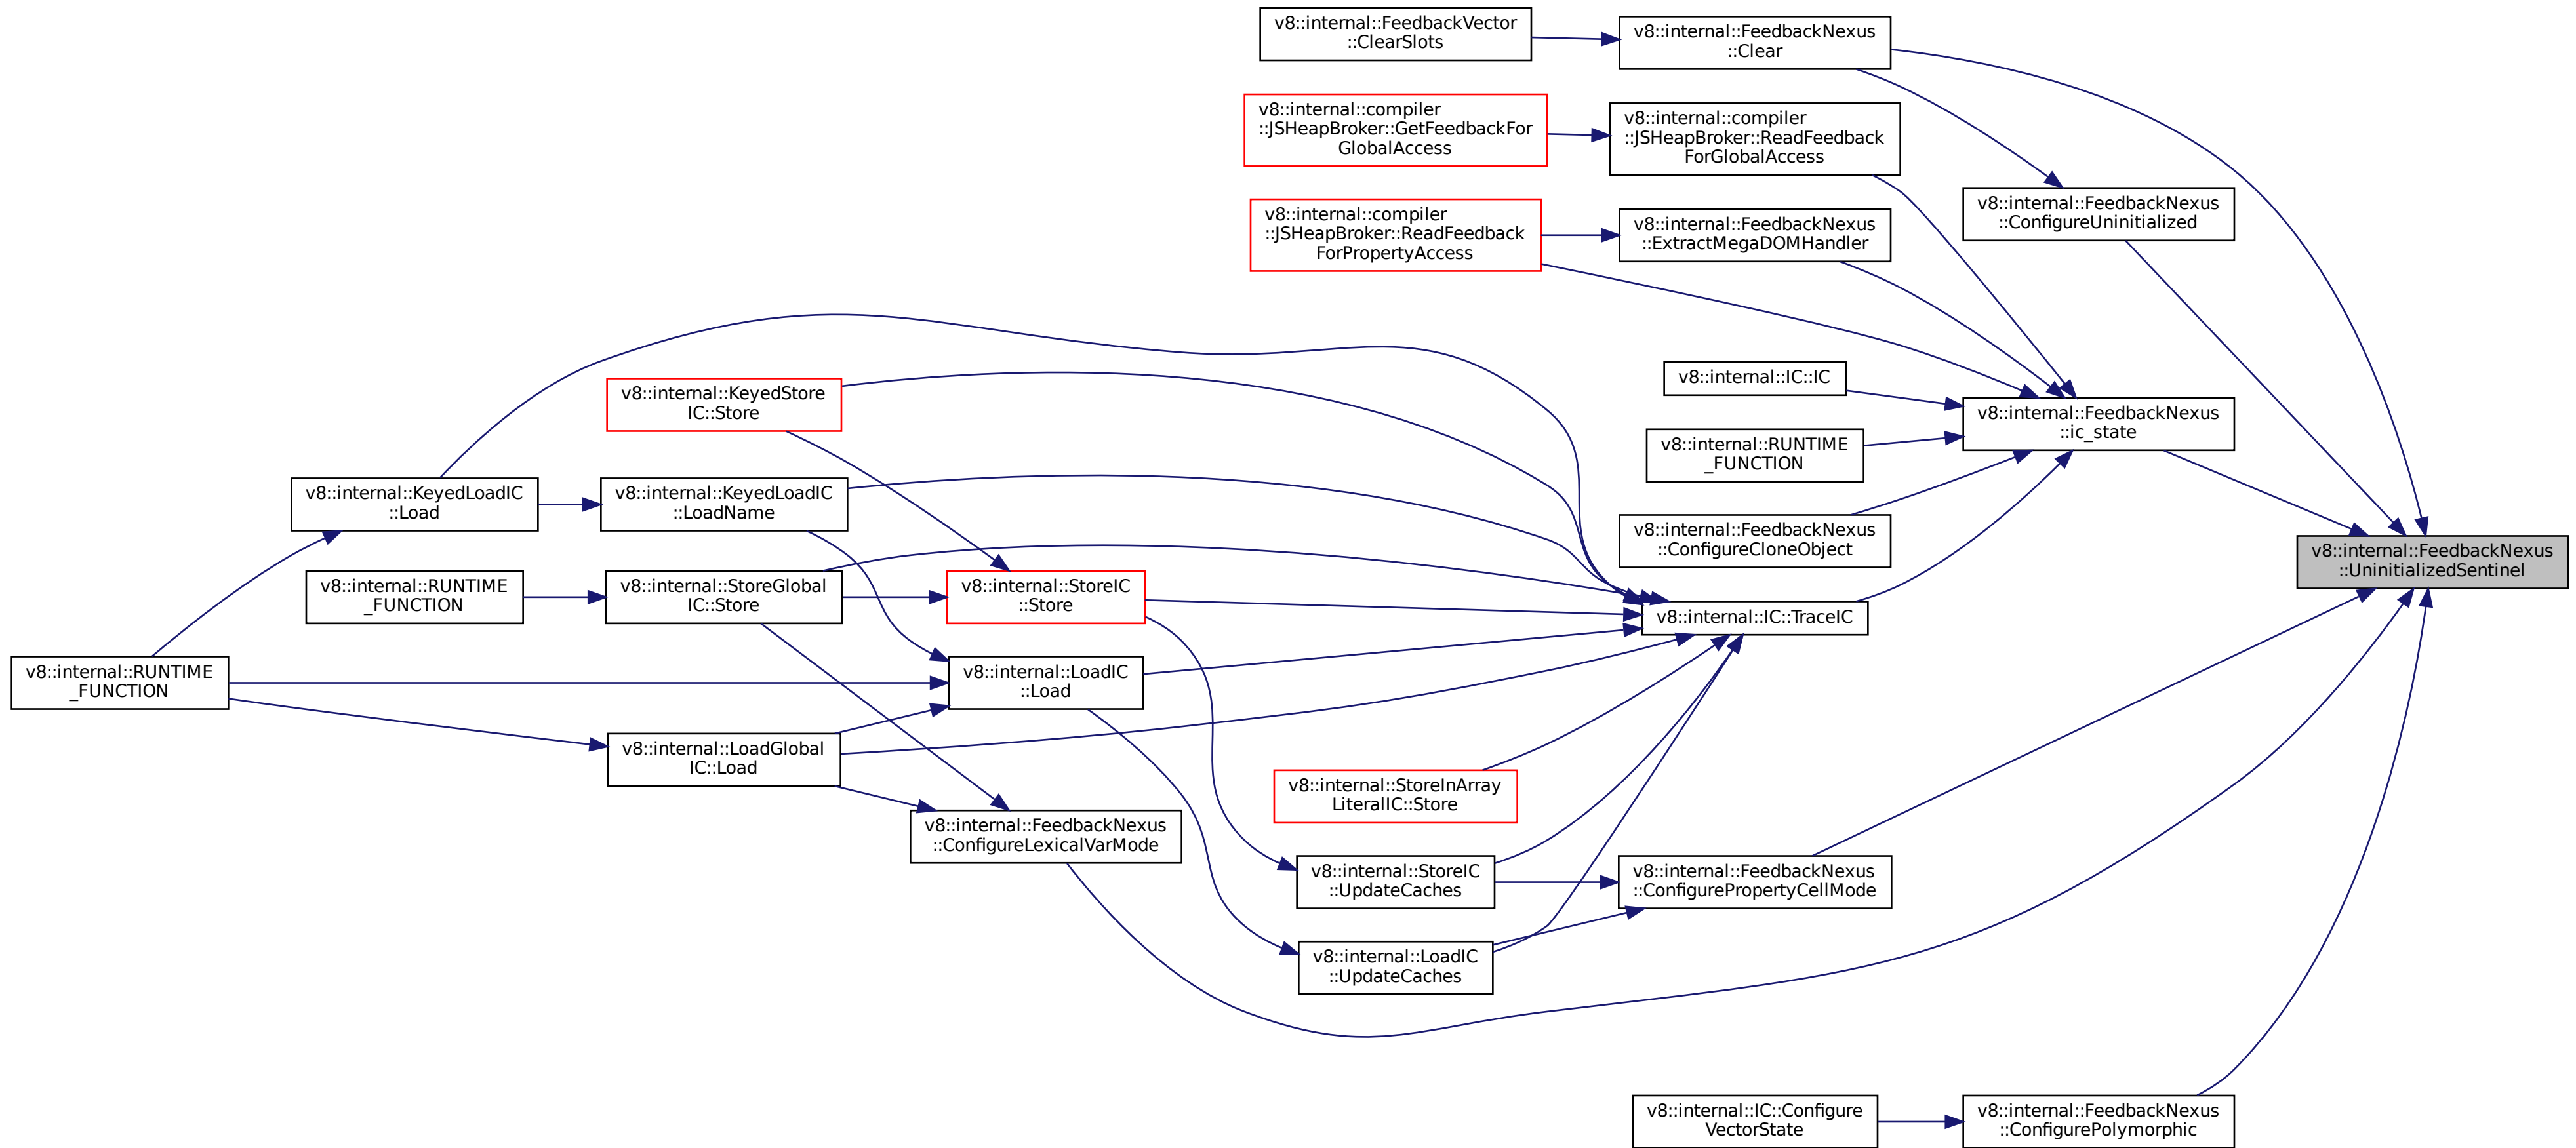 v8::internal::FeedbackVector
::ClearSlots
v8::internal::FeedbackNexus
::Clear
v8::internal::compiler
::JSHeapBroker::GetFeedbackFor
GlobalAccess
v8::internal::compiler
::JSHeapBroker::ReadFeedback
ForGlobalAccess
v8::internal::FeedbackNexus
::ConfigureUninitialized
v8::internal::compiler
::JSHeapBroker::ReadFeedback
ForPropertyAccess
v8::internal::FeedbackNexus
::ExtractMegaDOMHandler
v8::internal::IC::IC
v8::internal::KeyedStore
IC::Store
v8::internal::FeedbackNexus
::ic_state
v8::internal::RUNTIME
_FUNCTION
v8::internal::KeyedLoadIC
::Load
v8::internal::KeyedLoadIC
::LoadName
v8::internal::FeedbackNexus
::ConfigureCloneObject
v8::internal::FeedbackNexus
::UninitializedSentinel
v8::internal::RUNTIME
_FUNCTION
v8::internal::StoreGlobal
IC::Store
v8::internal::StoreIC
::Store
v8::internal::IC::TraceIC
v8::internal::RUNTIME
_FUNCTION
v8::internal::LoadIC
::Load
v8::internal::LoadGlobal
IC::Load
v8::internal::StoreInArray
LiteralIC::Store
v8::internal::FeedbackNexus
::ConfigureLexicalVarMode
v8::internal::StoreIC
::UpdateCaches
v8::internal::FeedbackNexus
::ConfigurePropertyCellMode
v8::internal::LoadIC
::UpdateCaches
v8::internal::IC::Configure
VectorState
v8::internal::FeedbackNexus
::ConfigurePolymorphic